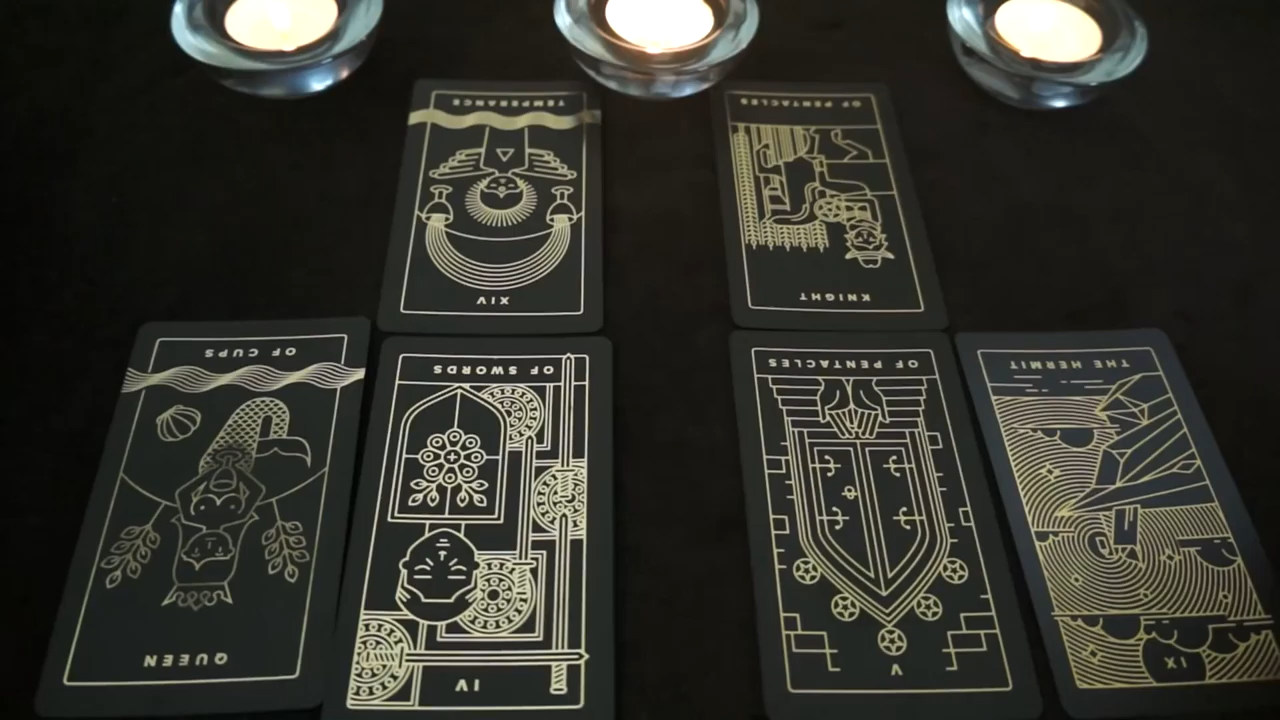 XIV
TEMPERANCE
KNIGHT
OF PENTACLES
QUEEN
OF CUPS
IV
OF SWORDS
V
OF PENTACLES
IX
THE HERMIT